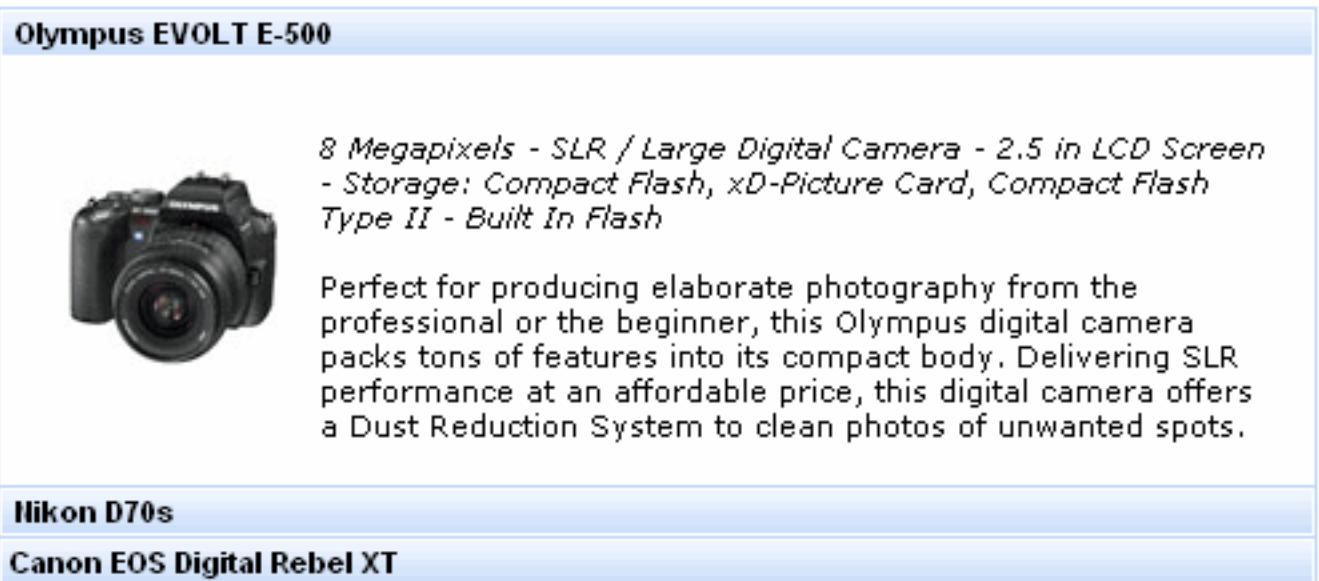 Olympus EVOLT E-500
8 Megapixels - SLR / Large Digital Camera - 2.5 in LCD Screen
- Storage: Compact Flash, xD-Picture Card, Compact Flash
Type II - Built In Flash
OLYMPUS
Perfect for producing elaborate photography from the
professional or the beginner, this Olympus digital camera
packs tons of features into its compact body. Delivering SLR
performance at an affordable price, this digital camera offers
a Dust Reduction System to clean photos of unwanted spots.
Nikon D70s
Canon EOS Digital Rebel XT